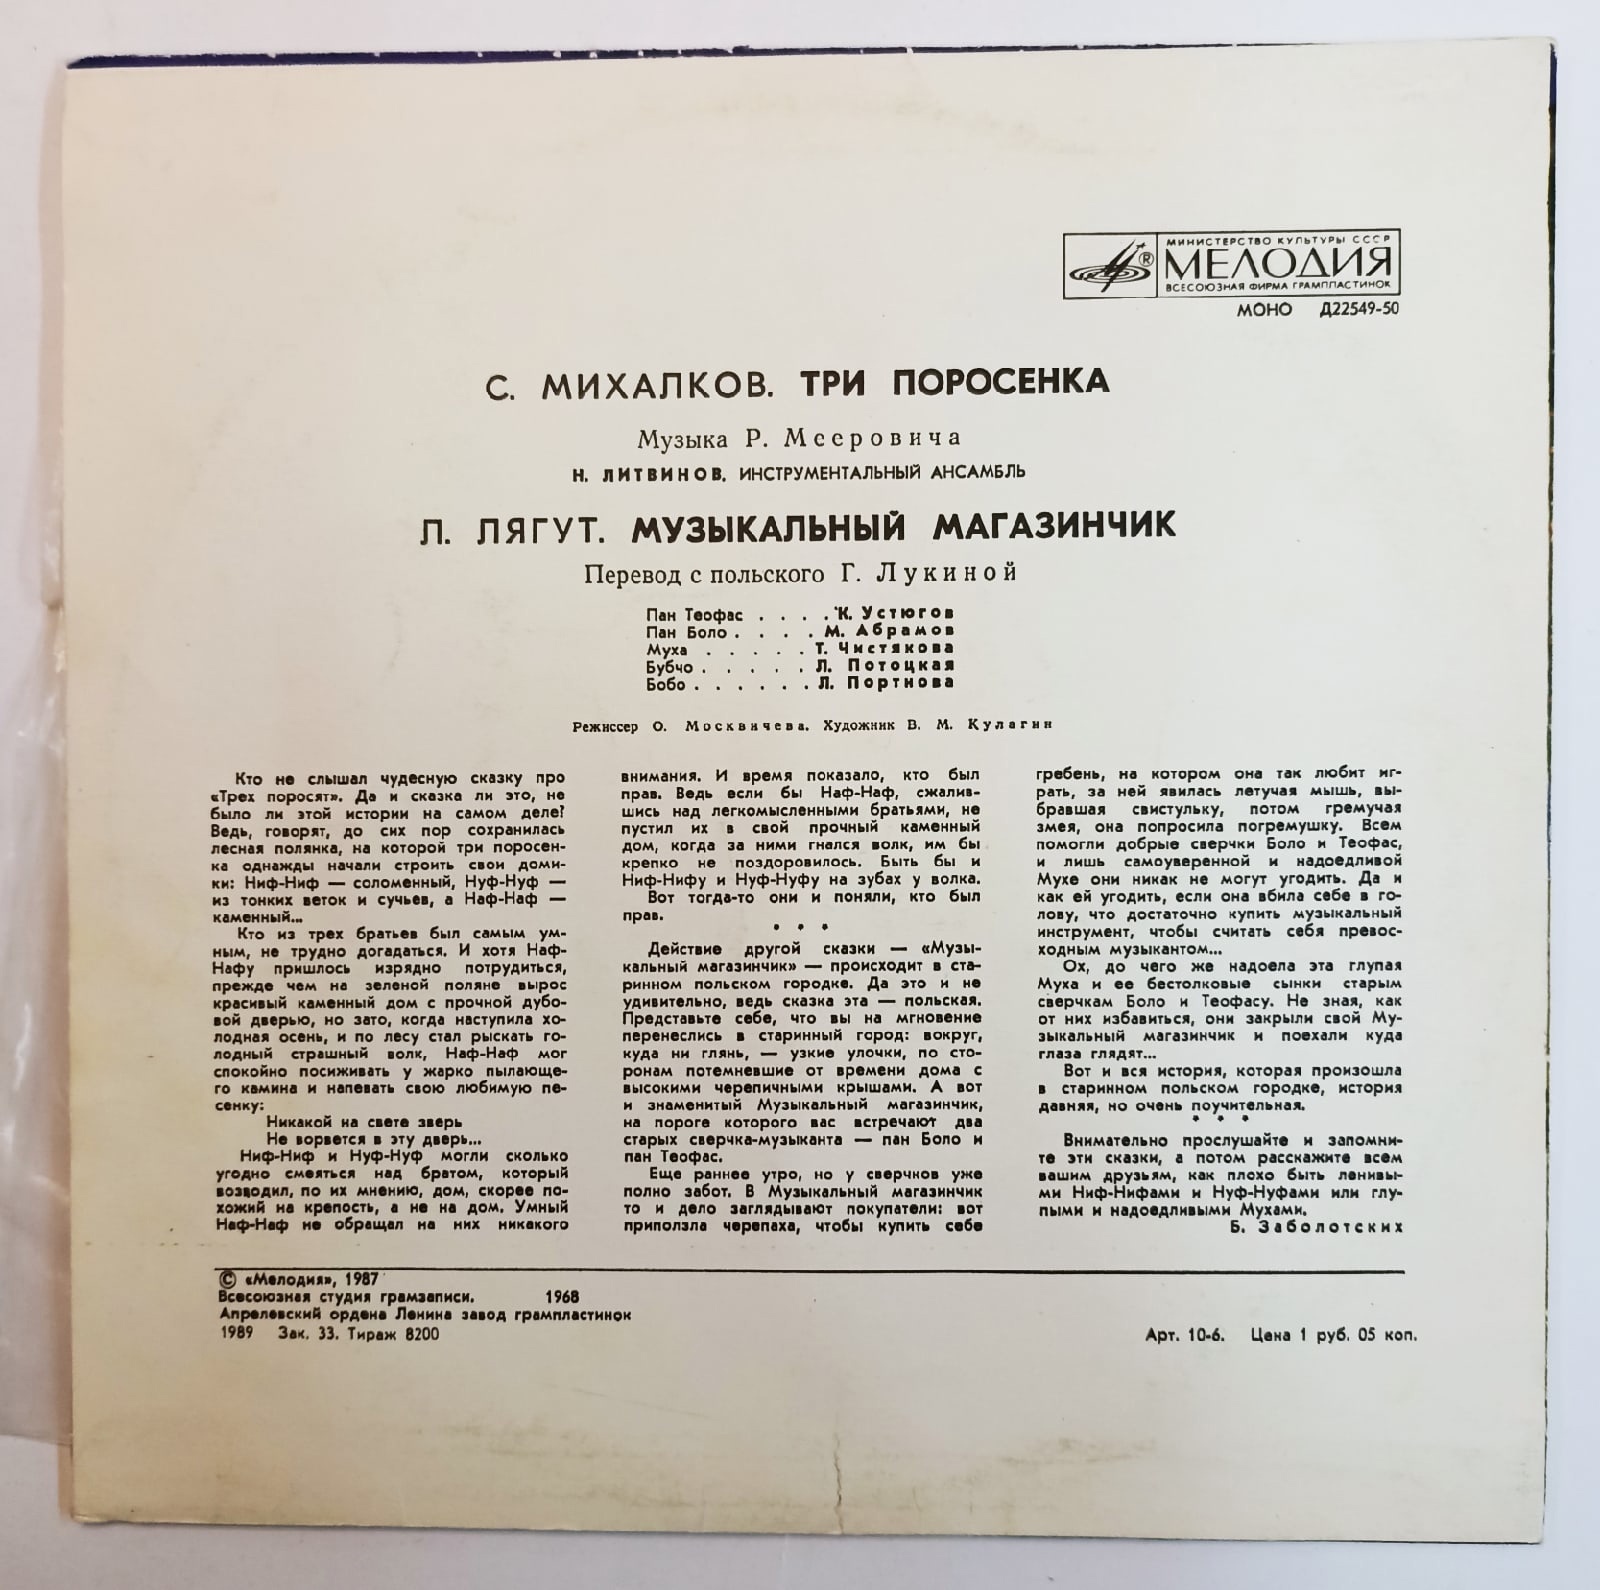 МИНИСТЕРСТВО КУЛЬТУРЫ СССР
МЕЛОДИЯ
ВСЕСОЮЗНАЯ ФИРМА ГРАМПЛАСТИНОК
®
МОНО Д22549-50
С. МИХАЛКОВ. ТРИ ПОРОСЕНКА
Музыка Р. Мееровича
Н. ЛИТВИНОВ, ИНСТРУМЕНТАЛЬНЫЙ АНСАМБЛЬ
Л. ЛЯГУТ. МУЗЫКАЛЬНЫЙ МАГАЗИНЧИК
Перевод с польского Г. Лукиной
Пан Теофас . . . . К. Устюгов
Пан Боло . . . . М. Абрамов
Муха . . . . . Т. Чистякова
Бубчо . . . . . Л. Потоцкая
Бобо . . . . . . Л. Портнова
Режиссер О. Москвичева. Художник В. М. Кулагин
Кто не слышал чудесную сказку про
«Трех поросят». Да и сказка ли это, не
было ли этой истории на самом деле?
Ведь, говорят, до сих пор сохранилась
лесная полянка, на которой три поросен-
ка однажды начали строить свои доми-
ки: Ниф-Ниф — соломенный, Нуф-Нуф —
из тонких веток и сучьев, а Наф-Наф —
каменный...
Кто из трех братьев был самым ум-
ным, не трудно догадаться. И хотя Наф-
Нафу пришлось изрядно потрудиться,
прежде чем на зеленой поляне вырос
красивый каменный дом с прочной дубо-
вой дверью, но зато, когда наступила хо-
лодная осень, и по лесу стал рыскать го-
лодный страшный волк, Наф-Наф мог
спокойно посиживать у жарко пылающе-
го камина и напевать свою любимую пе-
сенку:
Никакой на свете зверь
Не ворвется в эту дверь...
Ниф-Ниф и Нуф-Нуф могли сколько
угодно смеяться над братом, который
возводил, по их мнению, дом, скорее по-
хожий на крепость, а не на дом. Умный
Наф-Наф не обращал на них никакого
внимания. И время показало, кто был
прав. Ведь если бы Наф-Наф, сжалив-
шись над легкомысленными братьями, не
пустил их в свой прочный каменный
дом, когда за ними гнался волк, им бы
крепко не поздоровилось. Быть бы и
Ниф-Нифу и Нуф-Нуфу на зубах у волка.
Вот тогда-то они и поняли, кто был
прав.
* * *
Действие другой сказки — «Музы-
кальный магазинчик» — происходит в ста-
ринном польском городке. Да это и не
удивительно, ведь сказка эта — польская.
Представьте себе, что вы на мгновение
перенеслись в старинный город: вокруг,
куда ни глянь, — узкие улочки, по сто-
ронам потемневшие от времени дома с
высокими черепичными крышами. А вот
и знаменитый Музыкальный магазинчик,
на пороге которого вас встречают два
старых сверчка-музыканта — пан Боло и
пан Теофас.
Еще раннее утро, но у сверчнов уже
полно забот. В Музыкальный магазинчик
то и дело заглядывают покупатели: вот
приползла черепаха, чтобы купить себе
гребень, на котором она так любит иг-
рать, за ней явилась летучая мышь, вы-
бравшая свистульку, потом гремучая
змея, она попросила погремушку. Всем
помогли добрые сверчки Боло и Теофас,
и лишь самоуверенной и надоедливой
Мухе они никак не могут угодить. Да и
как ей угодить, если она вбила себе в го-
лову, что достаточно купить музыкальный
инструмент, чтобы считать себя превос-
ходным музыкантом...
Ох, до чего же надоела эта глупая
Муха и ее бестолковые сынки старым
сверчкам Боло и Теофасу. Не зная, как
от них избавиться, они закрыли свой Му-
зыкальный магазинчик и поехали куда
глаза глядят...
Вот и вся история, которая произошла
в старинном польском городке, история
давняя, но очень поучительная.
* * *
Внимательно прослушайте и запомни-
те эти сказки, а потом расскажите всем
вашим друзьям, как плохо быть ленивы-
ми Ниф-Нифами и Нуф-Нуфами или глу-
пыми и надоедливыми Мухами.
Б. Заболотских
© «Мелодия», 1987
Всесоюзная студия грамзаписи. 1968
Апрелевский ордена Ленина завод грампластинок
1989 Зак. 33. Тираж 8200
Арт. 10-6. Цена 1 руб. 05 коп.